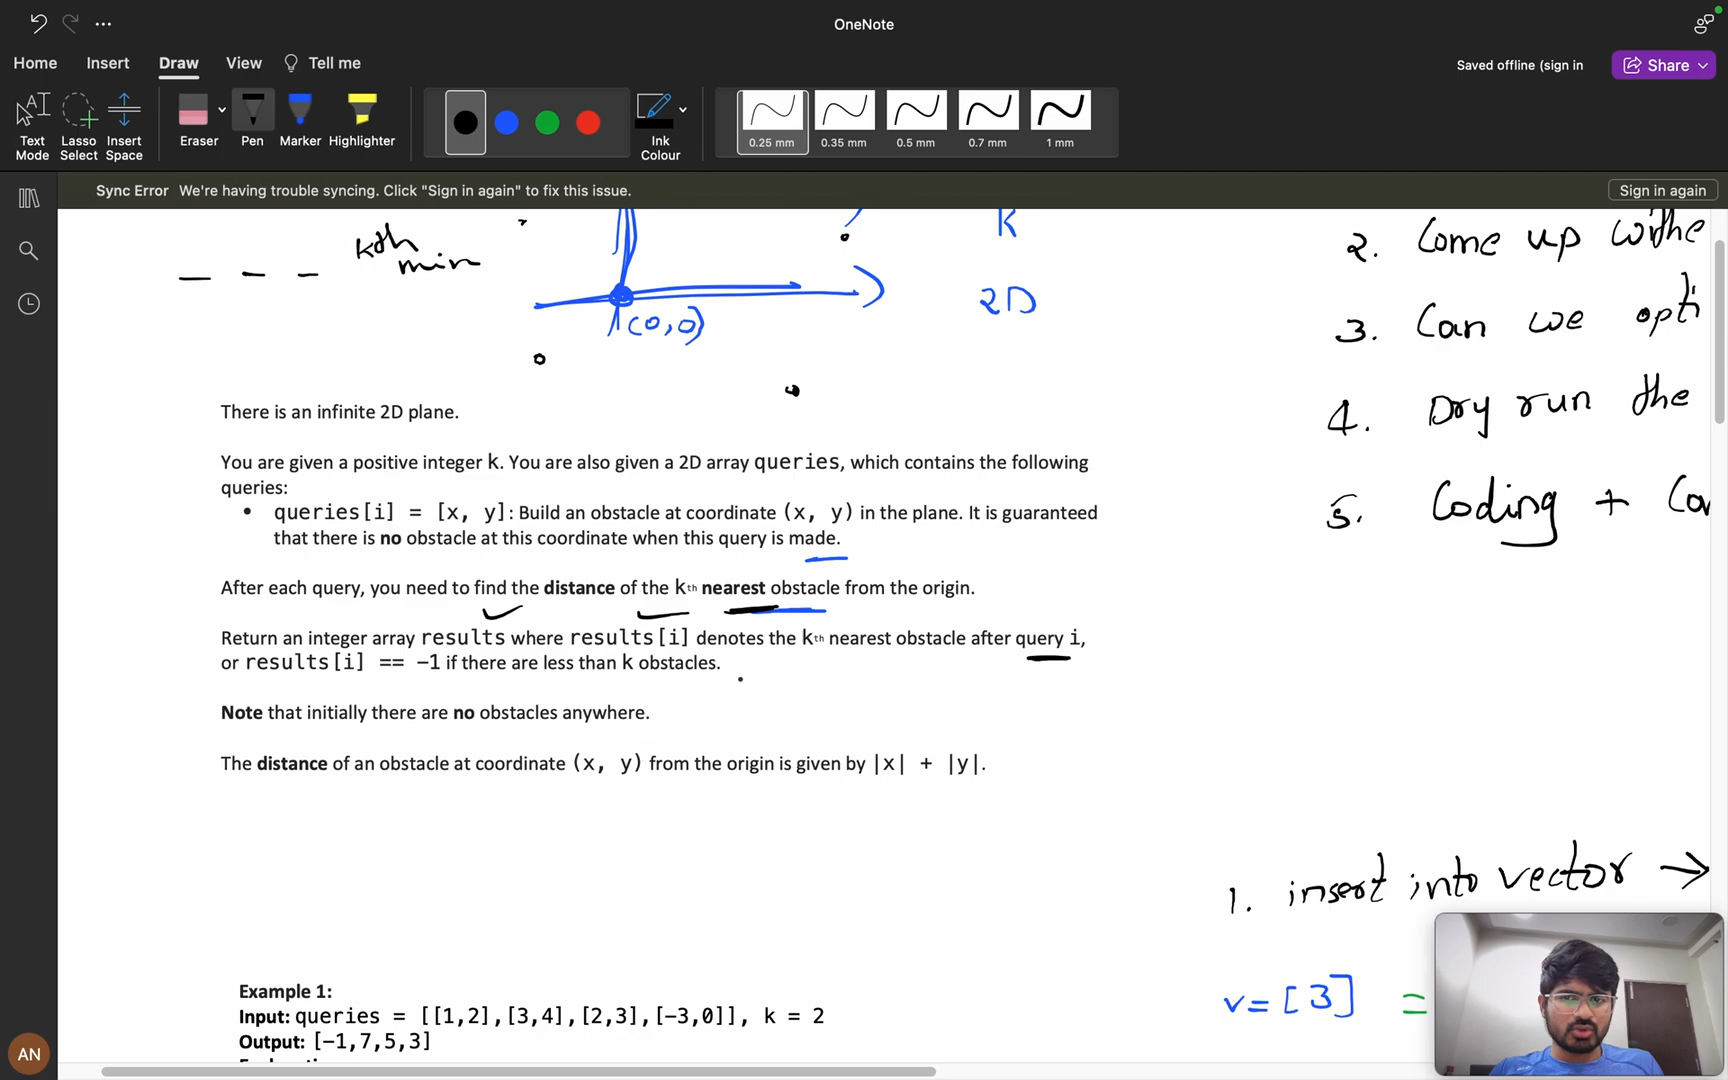 OneNote
Home Insert Draw View Tell me
Saved offline (sign in
Share
Text Mode
Lasso Select
Insert Space
Eraser
Pen
Marker
Highlighter
Ink Colour
0.25 mm
0.35 mm
0.5 mm
0.7 mm
1 mm
Sync Error We're having trouble syncing. Click "Sign in again" to fix this issue.
Sign in again
kth
min
K
2D
(0,0)
2. Come up withe
3. Can we opti
4. Dry run the
5. Coding +
There is an infinite 2D plane.
You are given a positive integer k. You are also given a 2D array queries, which contains the following
queries:
• queries[i] = [x, y]: Build an obstacle at coordinate (x, y) in the plane. It is guaranteed
that there is no obstacle at this coordinate when this query is made.
After each query, you need to find the distance of the kth nearest obstacle from the origin.
Return an integer array results where results[i] denotes the kth nearest obstacle after query i,
or results[i] == -1 if there are less than k obstacles.
Note that initially there are no obstacles anywhere.
The distance of an obstacle at coordinate (x, y) from the origin is given by |x| + |y|.
1. insert into vector →
v= [3] =
Example 1:
Input: queries = [[1,2],[3,4],[2,3],[-3,0]], k = 2
Output: [-1,7,5,3]
AN